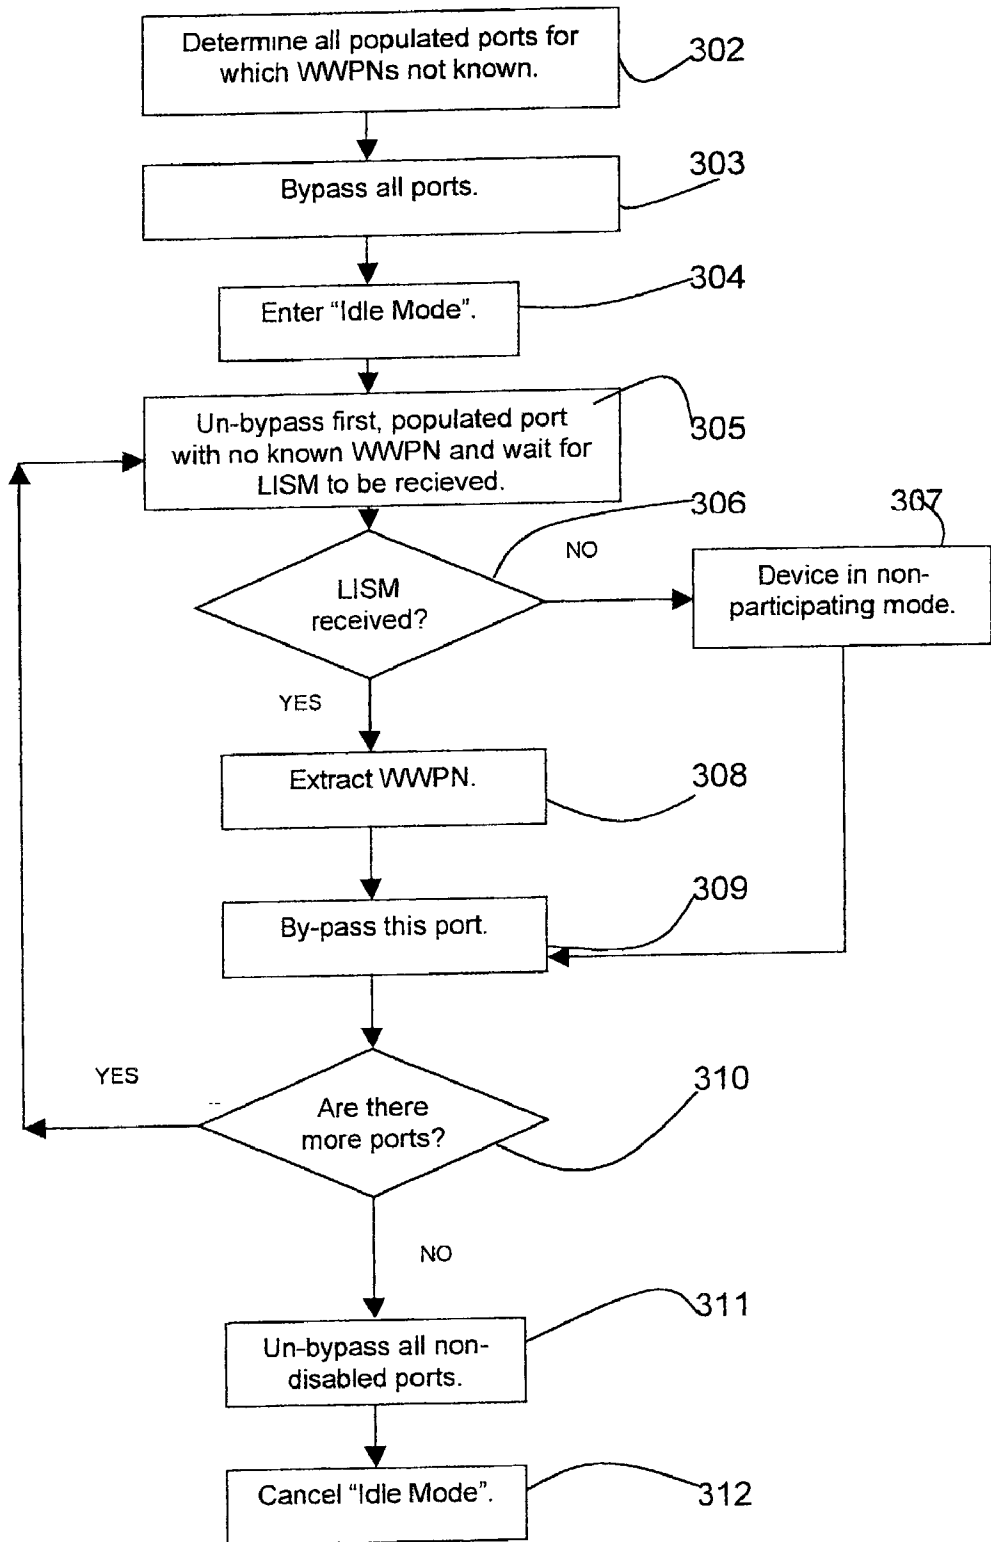 Determine all populated ports for
which WWPNs not known.
302
Bypass all ports.
303
Enter “Idle Mode”.
304
Un-bypass first, populated port
with no known WWPN and wait for
LISM to be recieved.
305
LISM
received?
306
NO
307
Device in non-
participating mode.
YES
Extract WWPN.
308
By-pass this port.
309
YES
Are there
more ports?
310
NO
Un-bypass all non-
disabled ports.
311
Cancel “Idle Mode”.
312